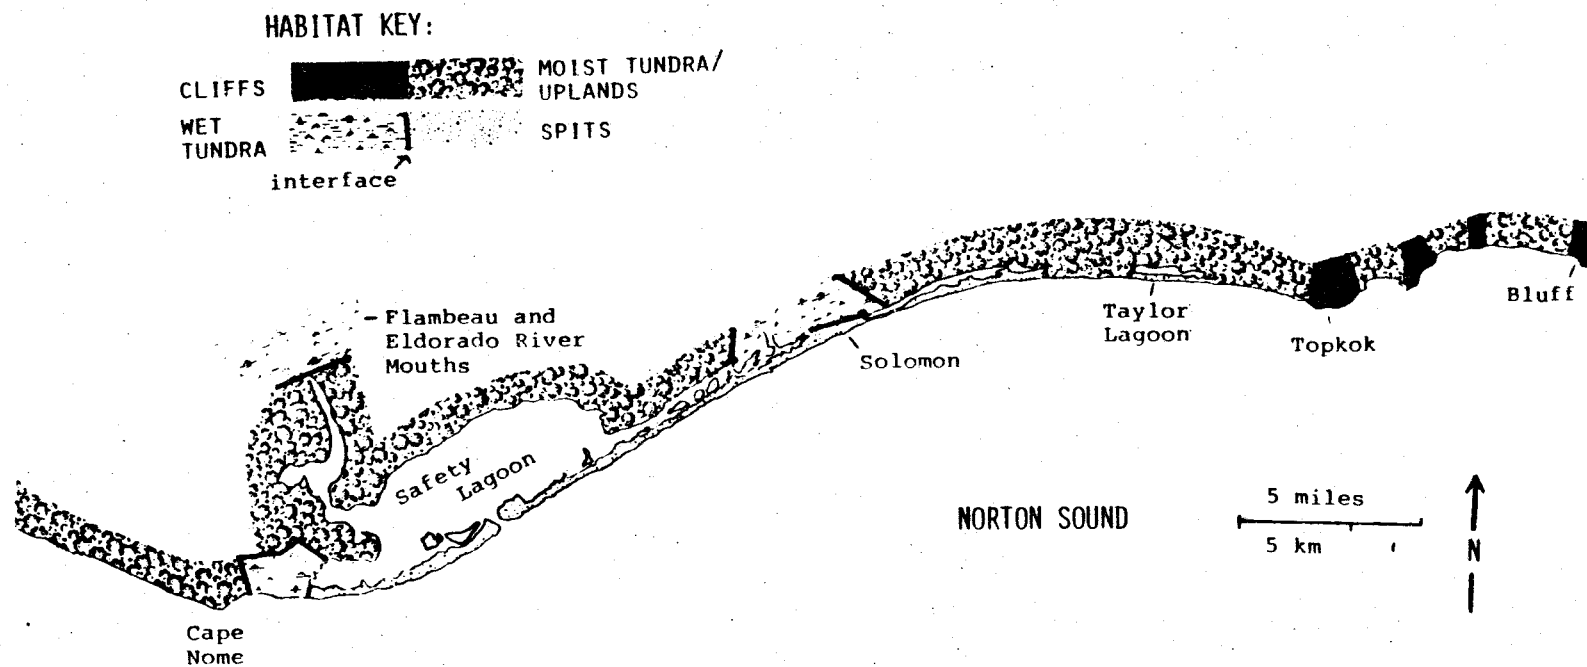 HABITAT KEY:
CLIFFS
MOIST TUNDRA/
UPLANDS
WET
TUNDRA
SPITS
interface
Flambeau and
Eldorado River
Mouths
Safety
Lagoon
Solomon
Taylor
Lagoon
Topkok
Bluff
NORTON SOUND
5 miles
5 km
N
Cape
Nome